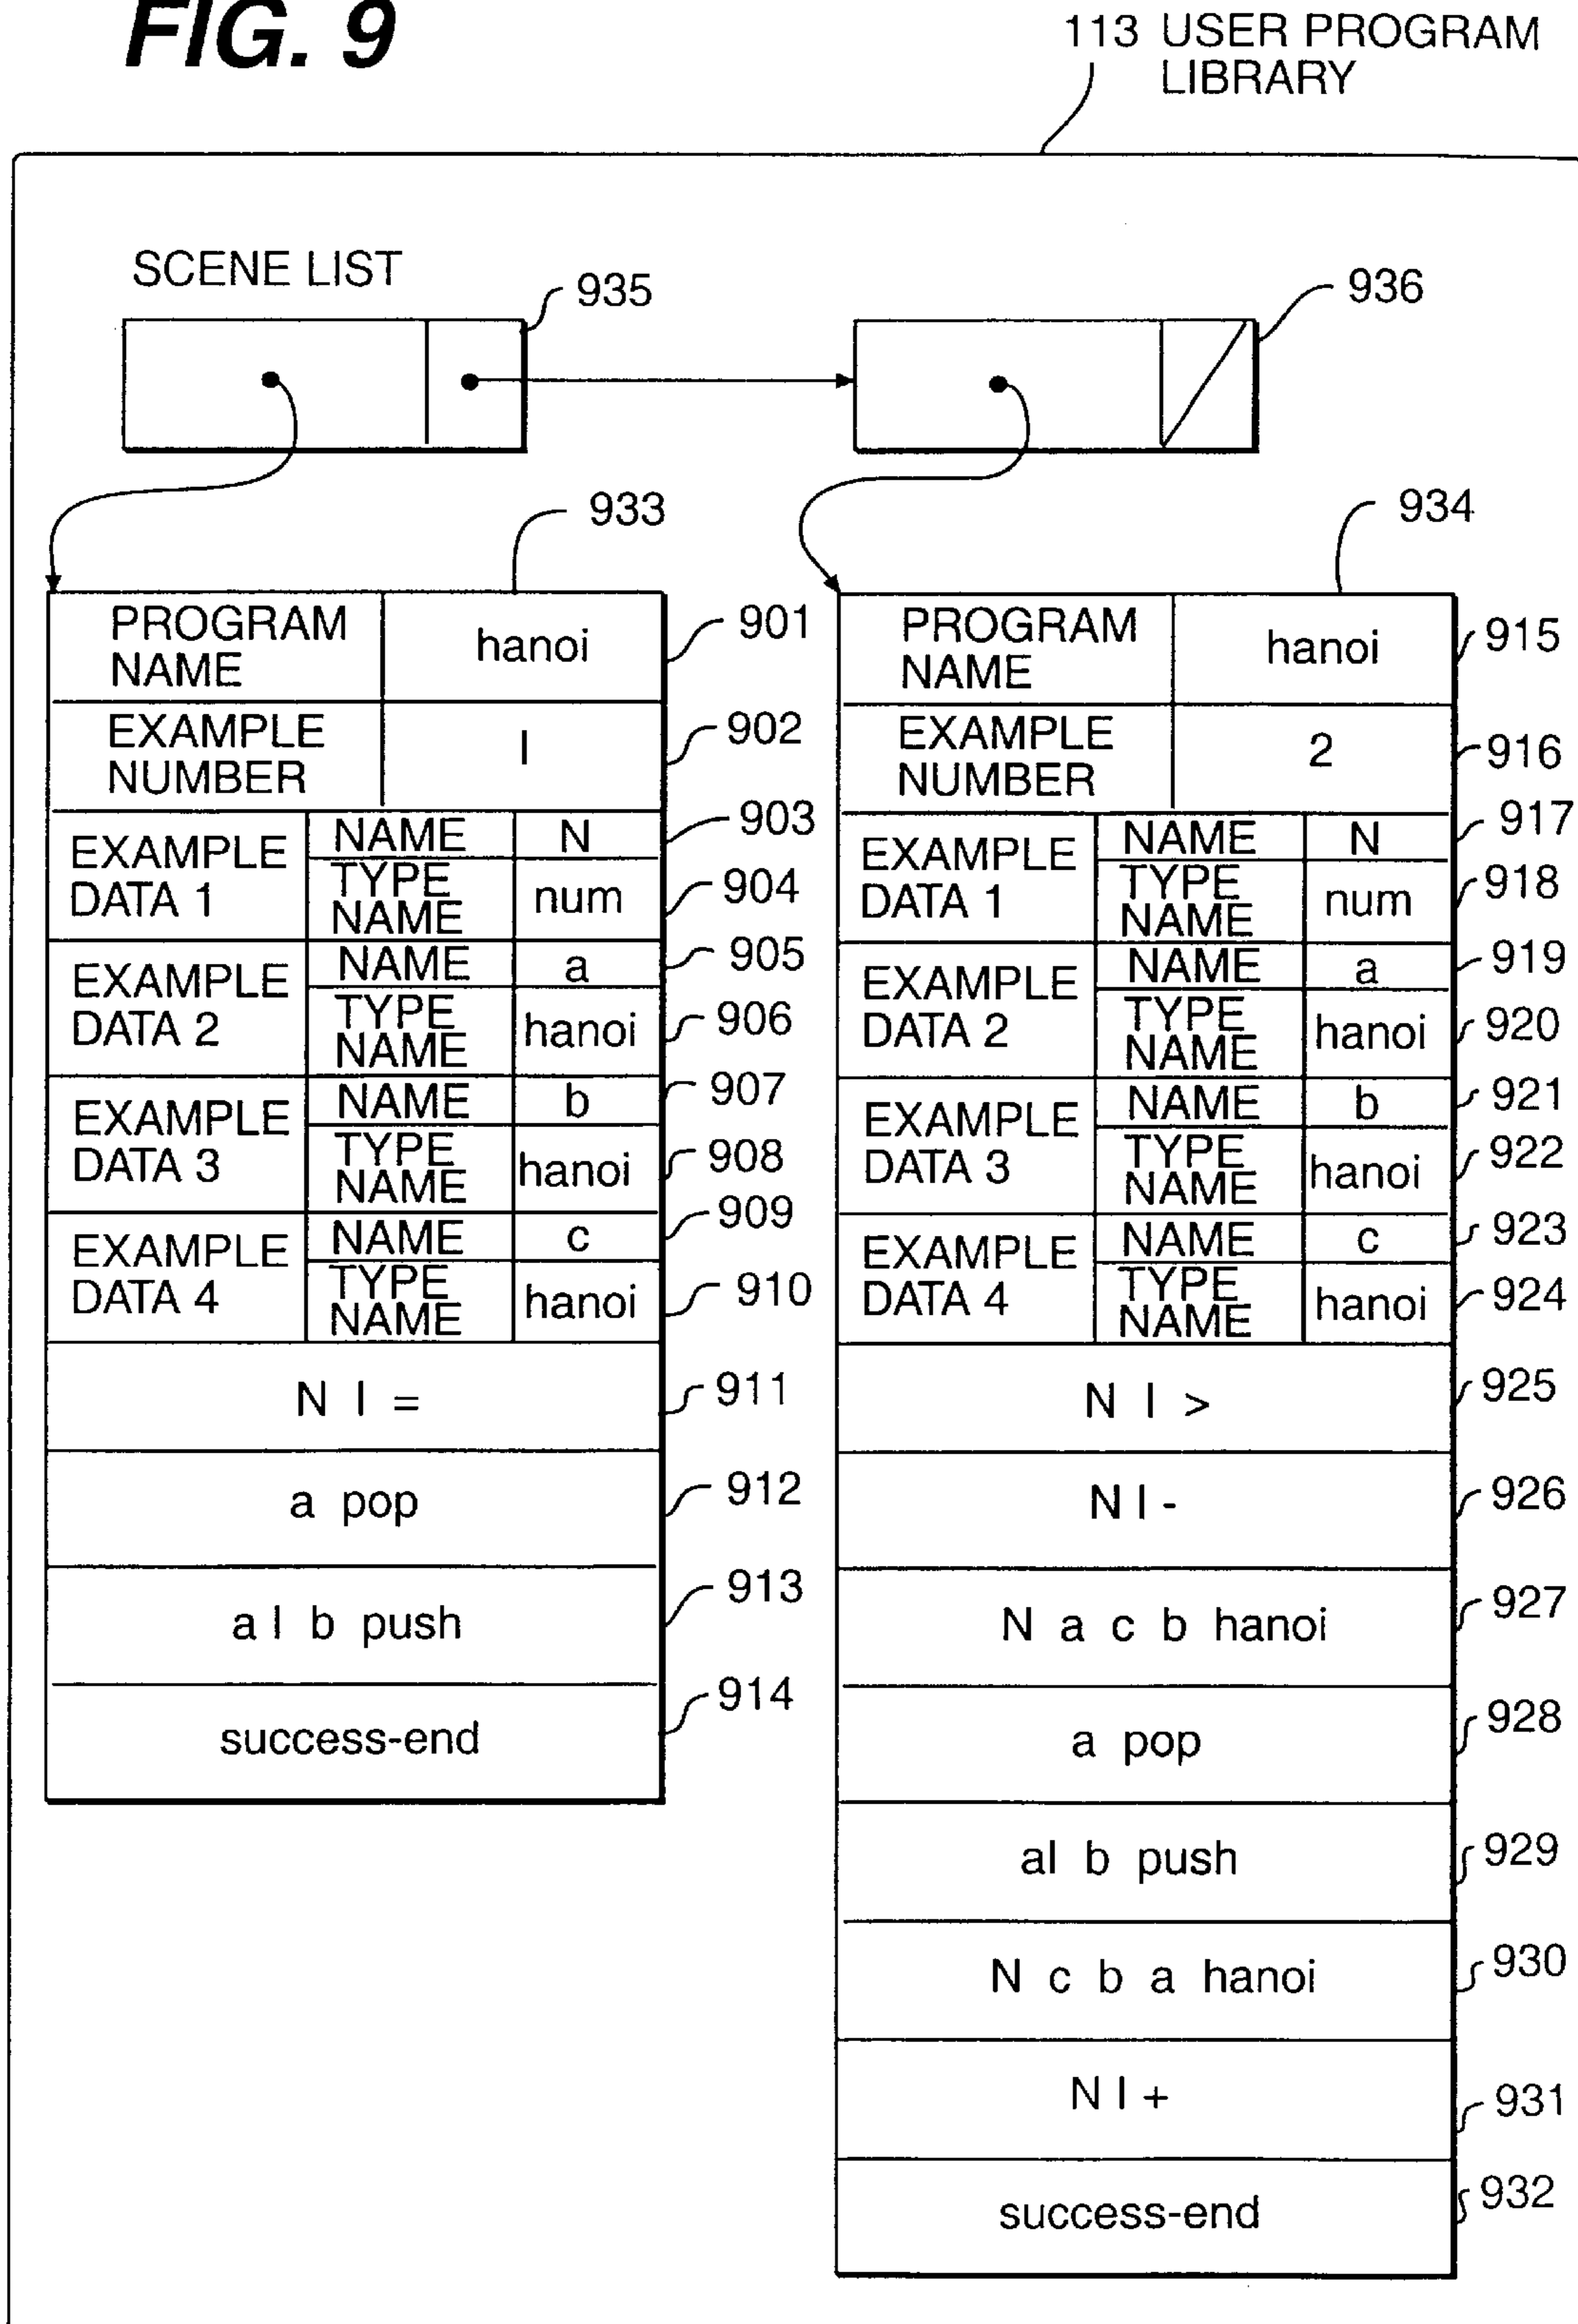 FIG. 9
113 USER PROGRAM
LIBRARY
SCENE LIST
935
936
933
934
PROGRAM
NAME
hanoi
901
EXAMPLE
NUMBER
1
902
EXAMPLE
DATA 1
NAME
N
903
TYPE
NAME
num
904
EXAMPLE
DATA 2
NAME
a
905
TYPE
NAME
hanoi
906
EXAMPLE
DATA 3
NAME
b
907
TYPE
NAME
hanoi
908
EXAMPLE
DATA 4
NAME
c
909
TYPE
NAME
hanoi
910
N 1 =
911
a pop
912
a1 b push
913
success-end
914
PROGRAM
NAME
hanoi
915
EXAMPLE
NUMBER
2
916
EXAMPLE
DATA 1
NAME
N
917
TYPE
NAME
num
918
EXAMPLE
DATA 2
NAME
a
919
TYPE
NAME
hanoi
920
EXAMPLE
DATA 3
NAME
b
921
TYPE
NAME
hanoi
922
EXAMPLE
DATA 4
NAME
c
923
TYPE
NAME
hanoi
924
N 1 >
925
N 1 -
926
N a c b hanoi
927
a pop
928
a1 b push
929
N c b a hanoi
930
N 1 +
931
success-end
932